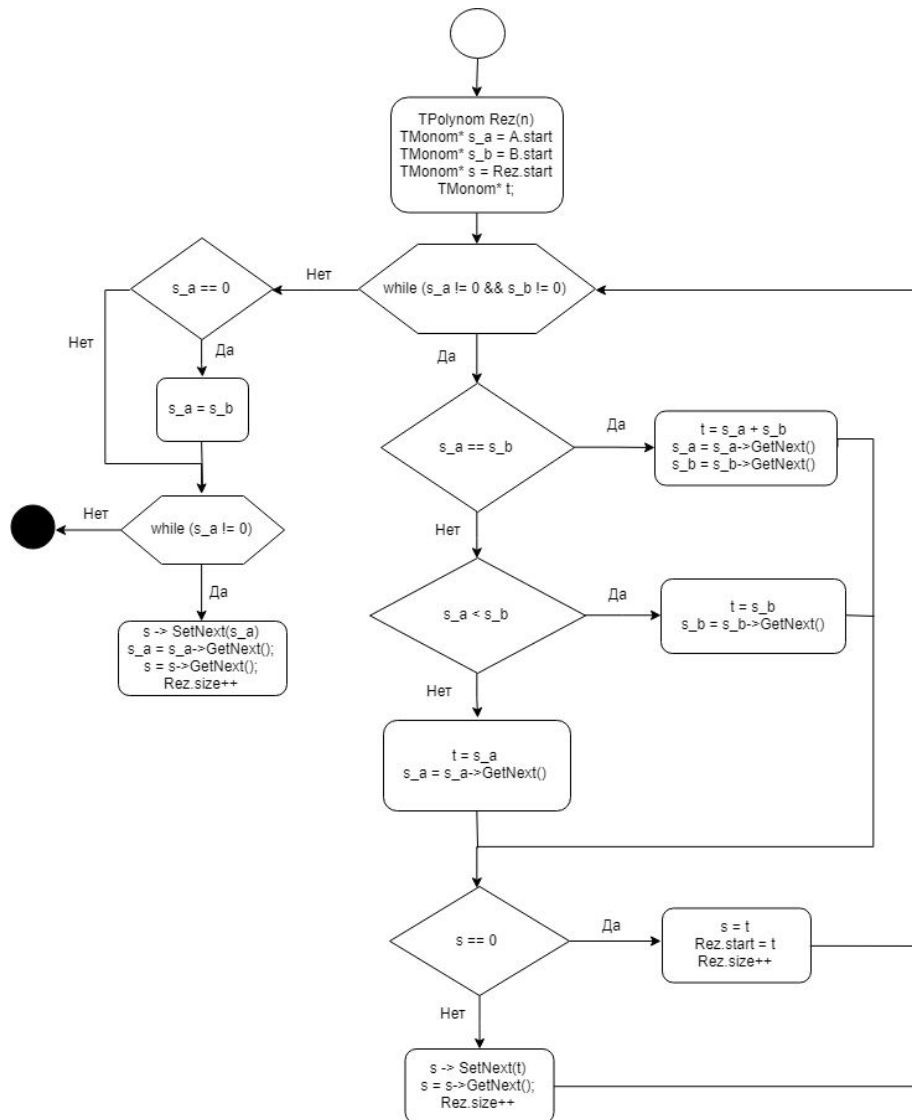 TPolynom Rez(n)
TMonom* s_a = A.start
TMonom* s_b = B.start
TMonom* s = Rez.start
TMonom* t;
while (s_a != 0 && s_b != 0)
Нет
s_a == 0
Нет
Да
s_a = s_b
while (s_a != 0)
Нет
Да
s -> SetNext(s_a)
s_a = s_a->GetNext();
s = s->GetNext();
Rez.size++
Да
s_a == s_b
Да
t = s_a + s_b
s_a = s_a->GetNext()
s_b = s_b->GetNext()
Нет
s_a < s_b
Да
t = s_b
s_b = s_b->GetNext()
Нет
t = s_a
s_a = s_a->GetNext()
s == 0
Да
s = t
Rez.start = t
Rez.size++
Нет
s -> SetNext(t)
s = s->GetNext();
Rez.size++